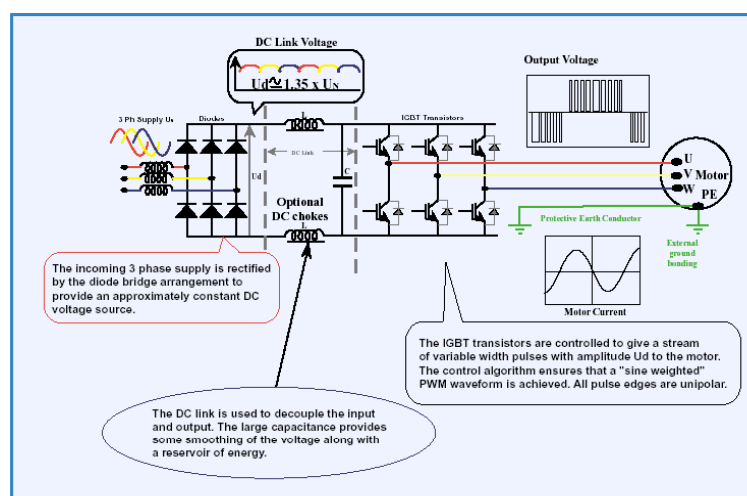 DC Link Voltage
Ud≅1.35 x UN
Output Voltage
3 Ph Supply UN
Diodes
L
IGBT Transistors
DC Link
Ud
C
Optional
DC chokes
L
U
V Motor
W
PE
Protective Earth Conductor
External
ground
bonding
Motor Current
The incoming 3 phase supply is rectified
by the diode bridge arrangement to
provide an approximately constant DC
voltage source.
The IGBT transistors are controlled to give a stream
of variable width pulses with amplitude Ud to the motor.
The control algorithm ensures that a "sine weighted"
PWM waveform is achieved. All pulse edges are unipolar.
The DC link is used to decouple the input
and output. The large capacitance provides
some smoothing of the voltage along with
a reservoir of energy.